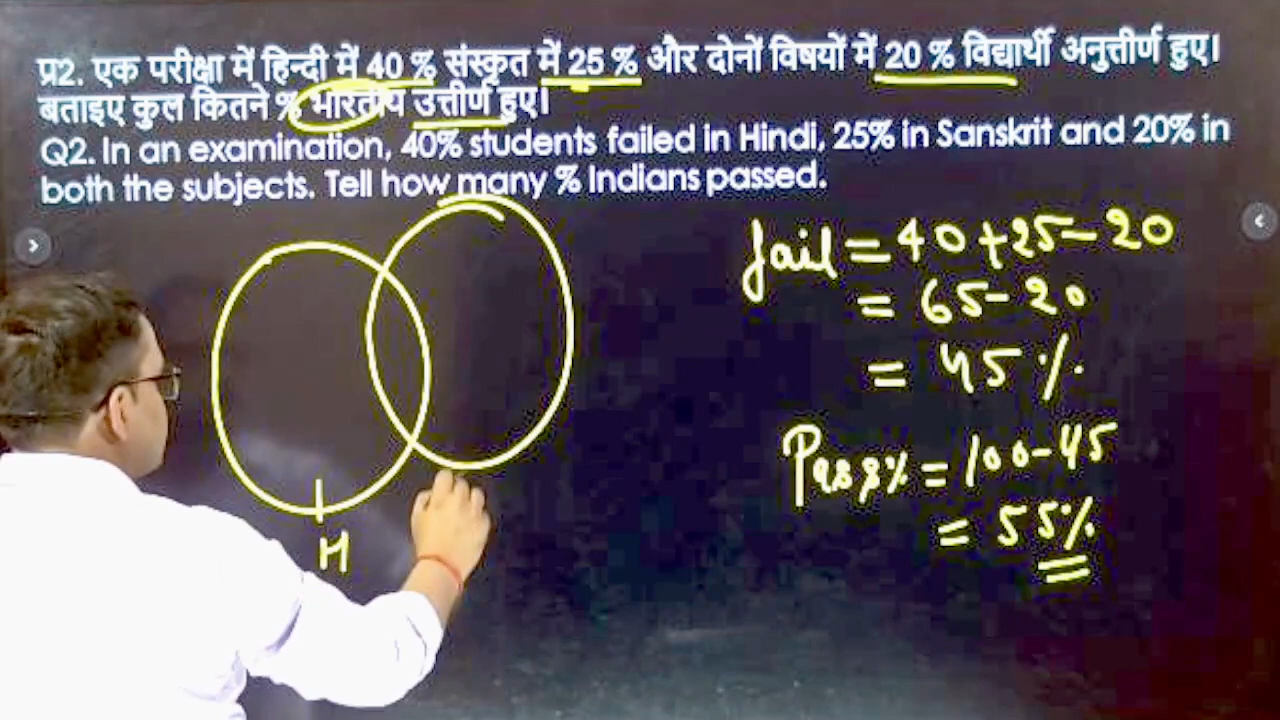 प्र2. एक परीक्षा में हिन्दी में 40 % संस्कृत में 25 % और दोनों विषयों में 20 % विद्यार्थी अनुत्तीर्ण हुए।
बताइए कुल कितने % भारतीय उत्तीर्ण हुए।
Q2. In an examination, 40% students failed in Hindi, 25% in Sanskrit and 20% in
both the subjects. Tell how many % Indians passed.
fail = 40+25-20
= 65-20
= 45%
Pass% = 100-45
= 55%
H